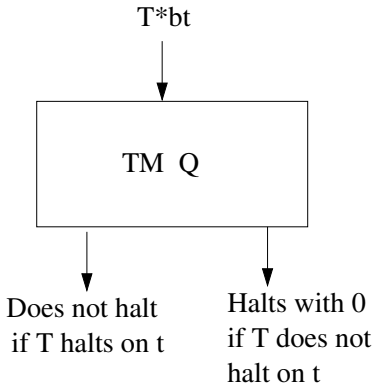 T*bt
TM Q
Does not halt
if T halts on t
Halts with 0
if T does not
halt on t